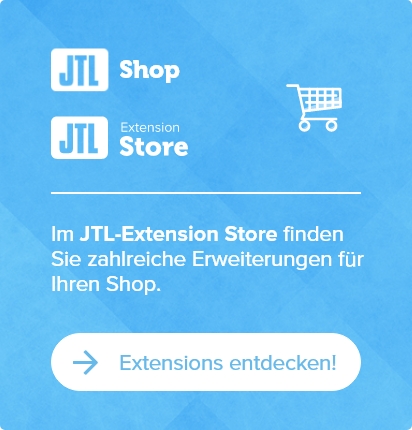 JTL Shop
JTL Extension
Store
Im JTL-Extension Store finden
Sie zahlreiche Erweiterungen für
Ihren Shop.
Extensions entdecken!